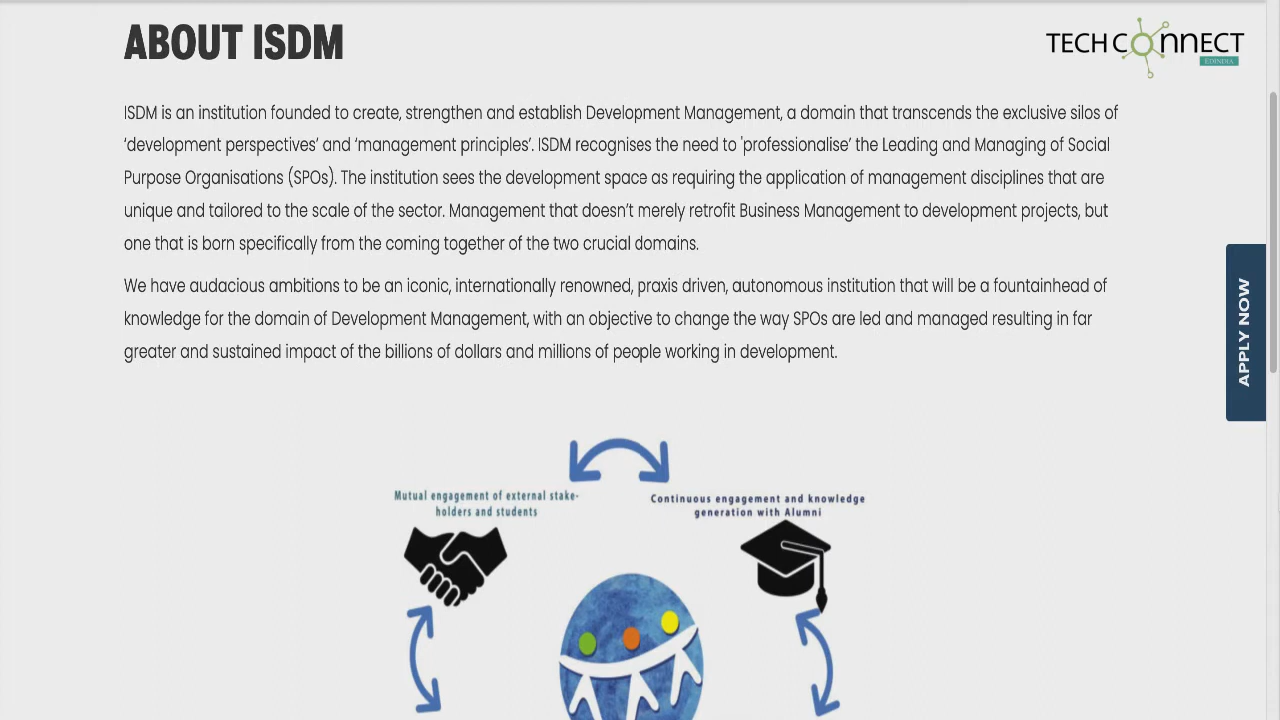 ABOUT ISDM
TECH CONNECT
EDINDIA
ISDM is an institution founded to create, strengthen and establish Development Management, a domain that transcends the exclusive silos of
‘development perspectives’ and ‘management principles’. ISDM recognises the need to 'professionalise’ the Leading and Managing of Social
Purpose Organisations (SPOs). The institution sees the development space as requiring the application of management disciplines that are
unique and tailored to the scale of the sector. Management that doesn’t merely retrofit Business Management to development projects, but
one that is born specifically from the coming together of the two crucial domains.
We have audacious ambitions to be an iconic, internationally renowned, praxis driven, autonomous institution that will be a fountainhead of
knowledge for the domain of Development Management, with an objective to change the way SPOs are led and managed resulting in far
greater and sustained impact of the billions of dollars and millions of people working in development.
APPLY NOW
Mutual engagement of external stake-
holders and students
Continuous engagement and knowledge
generation with Alumni